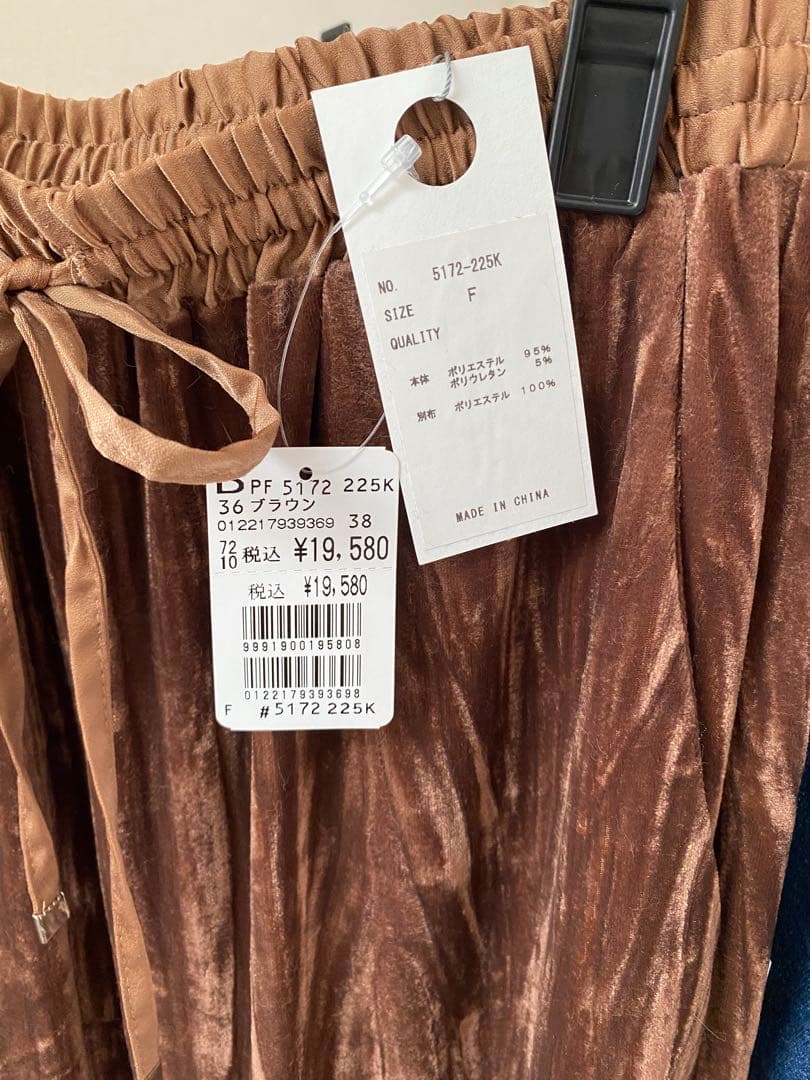 NO. 5172-225K
SIZE F
QUALITY
本体 ポリエステル 95%
ポリウレタン 5%
別布 ポリエステル 100%
MADE IN CHINA
B PF 5172 225K
36 ブラウン
012217939369 38
72
10 税込 ¥19,580
税込 ¥19,580
9991900195808
0122179393698
F #5172 225K